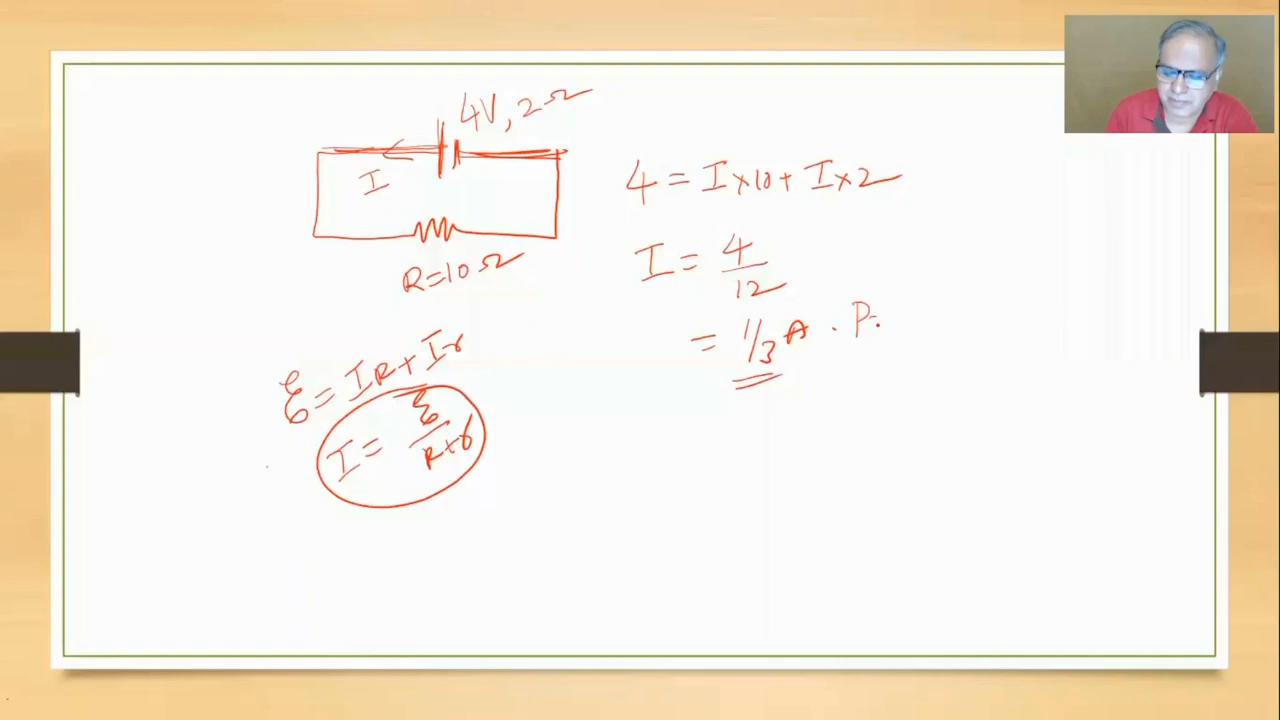 4V, 2Ω
I
R=10Ω
ε = IR + Ir
I = ε/R+r
4 = I×10 + I×2
I = 4/12
= 1/3 A . P=